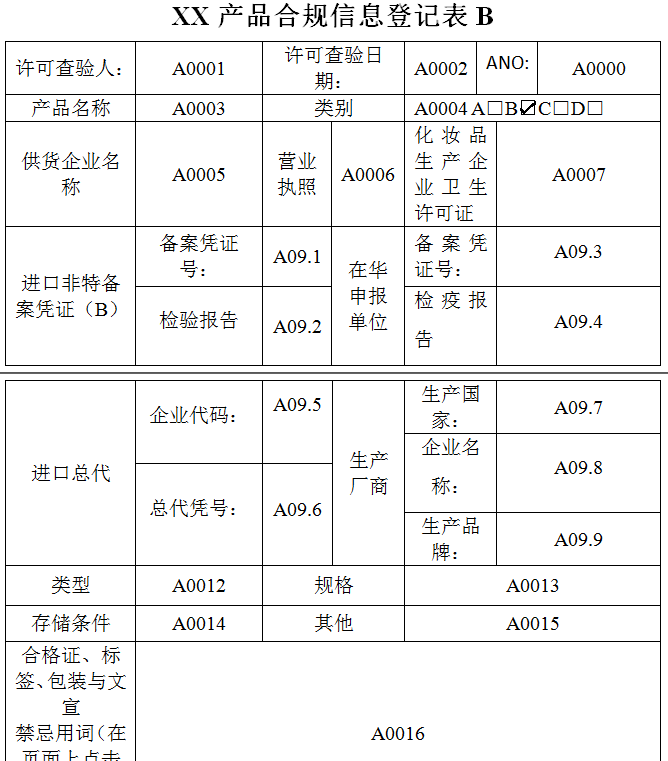 XX 产品合规信息登记表 B
许可查验人： A0001 许可查验日期： A0002 ANO: A0000
产品名称 A0003 类别 A0004 A□B☑C□D□
供货企业名称 A0005 营业执照 A0006 化妆品生产企业卫生许可证 A0007
进口非特备案凭证（B） 备案凭证号： A09.1 在华申报单位 备案凭证号： A09.3
检验报告 A09.2 检疫报告 A09.4
进口总代 企业代码： A09.5 生产厂商 生产国家： A09.7
企业名称： A09.8
总代凭号： A09.6 生产品牌： A09.9
类型 A0012 规格 A0013
存储条件 A0014 其他 A0015
合格证、标签、包装与文宣
禁忌用词（在页面上点击 A0016